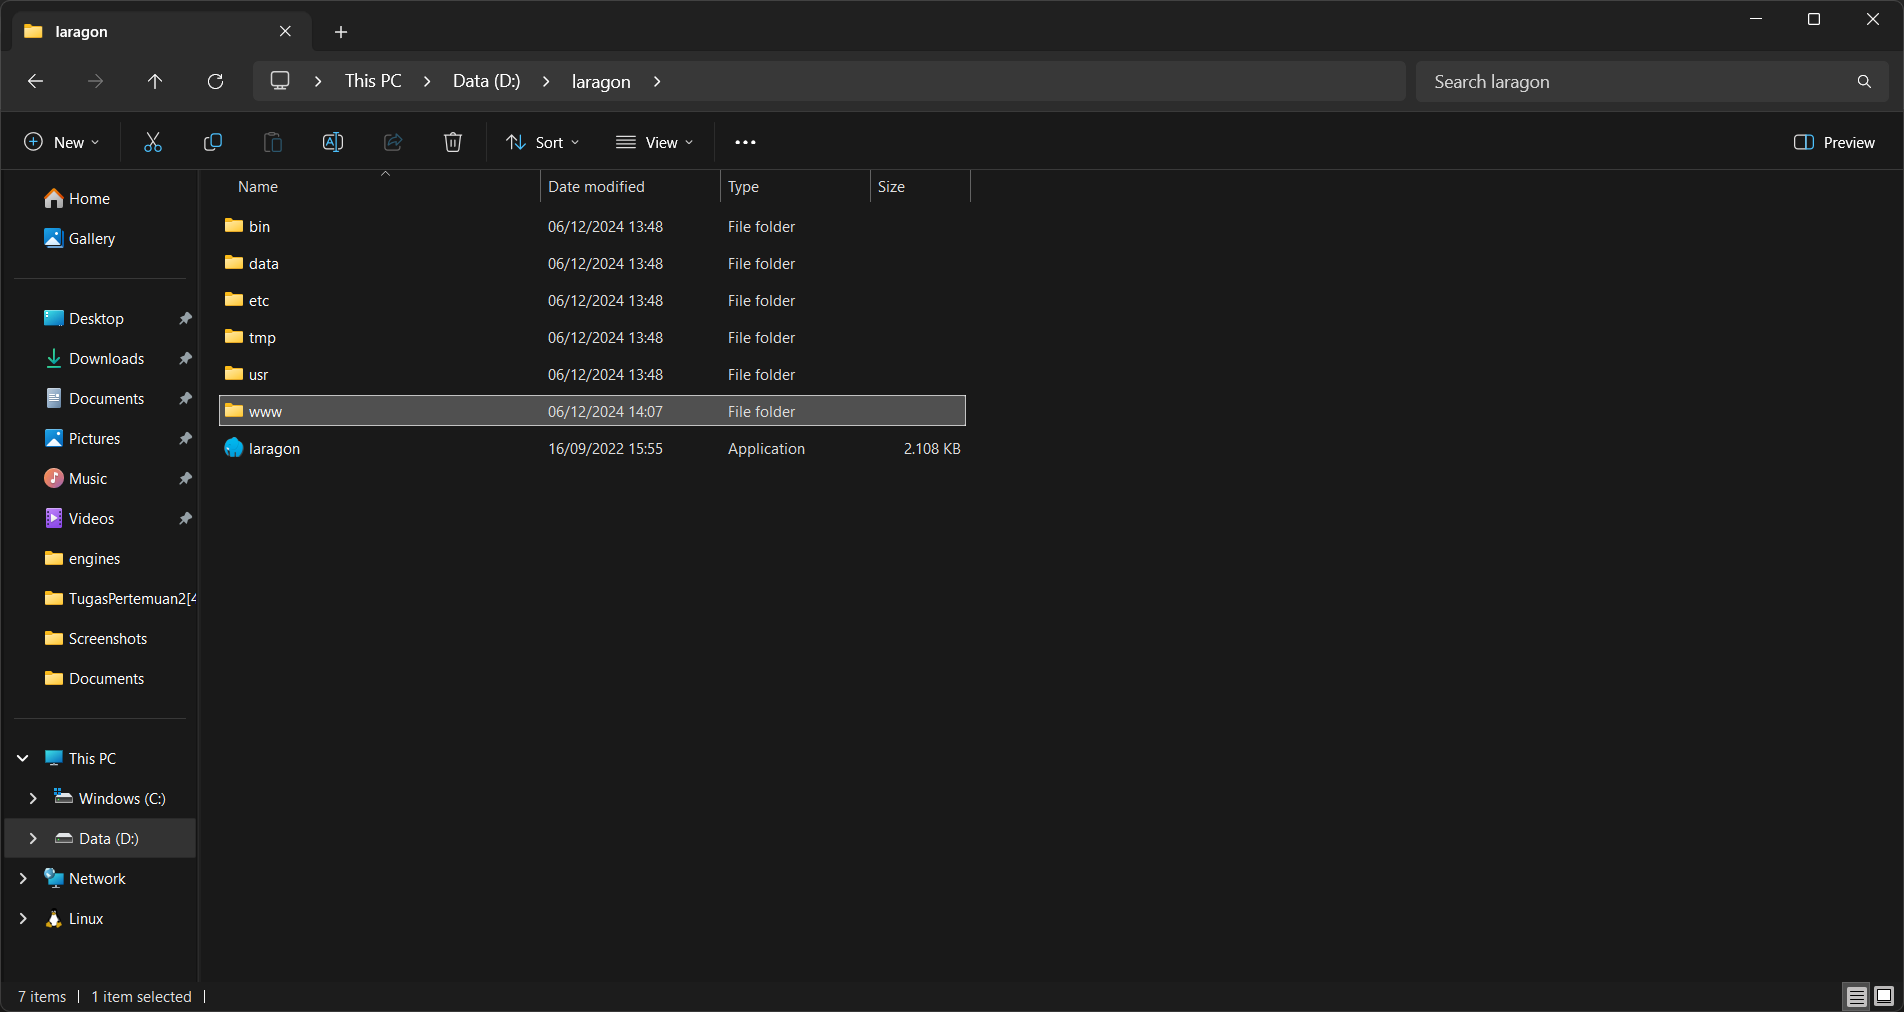 laragon
This PC Data (D:) laragon
Search laragon
New Sort View Preview
Home
Gallery
Desktop
Downloads
Documents
Pictures
Music
Videos
engines
TugasPertemuan2[4
Screenshots
Documents
This PC
Windows (C:)
Data (D:)
Network
Linux
Name Date modified Type Size
bin 06/12/2024 13:48 File folder
data 06/12/2024 13:48 File folder
etc 06/12/2024 13:48 File folder
tmp 06/12/2024 13:48 File folder
usr 06/12/2024 13:48 File folder
www 06/12/2024 14:07 File folder
laragon 16/09/2022 15:55 Application 2.108 KB
7 items 1 item selected